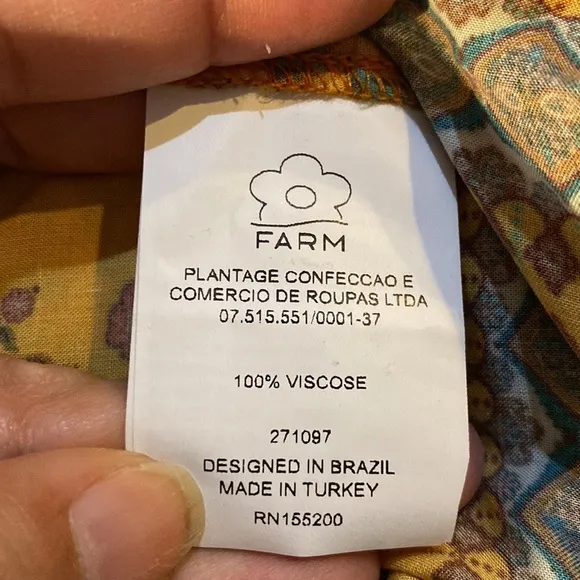 FARM
PLANTAGE CONFECCAO E
COMERCIO DE ROUPAS LTDA
07.515.551/0001-37
100% VISCOSE
271097
DESIGNED IN BRAZIL
MADE IN TURKEY
RN155200